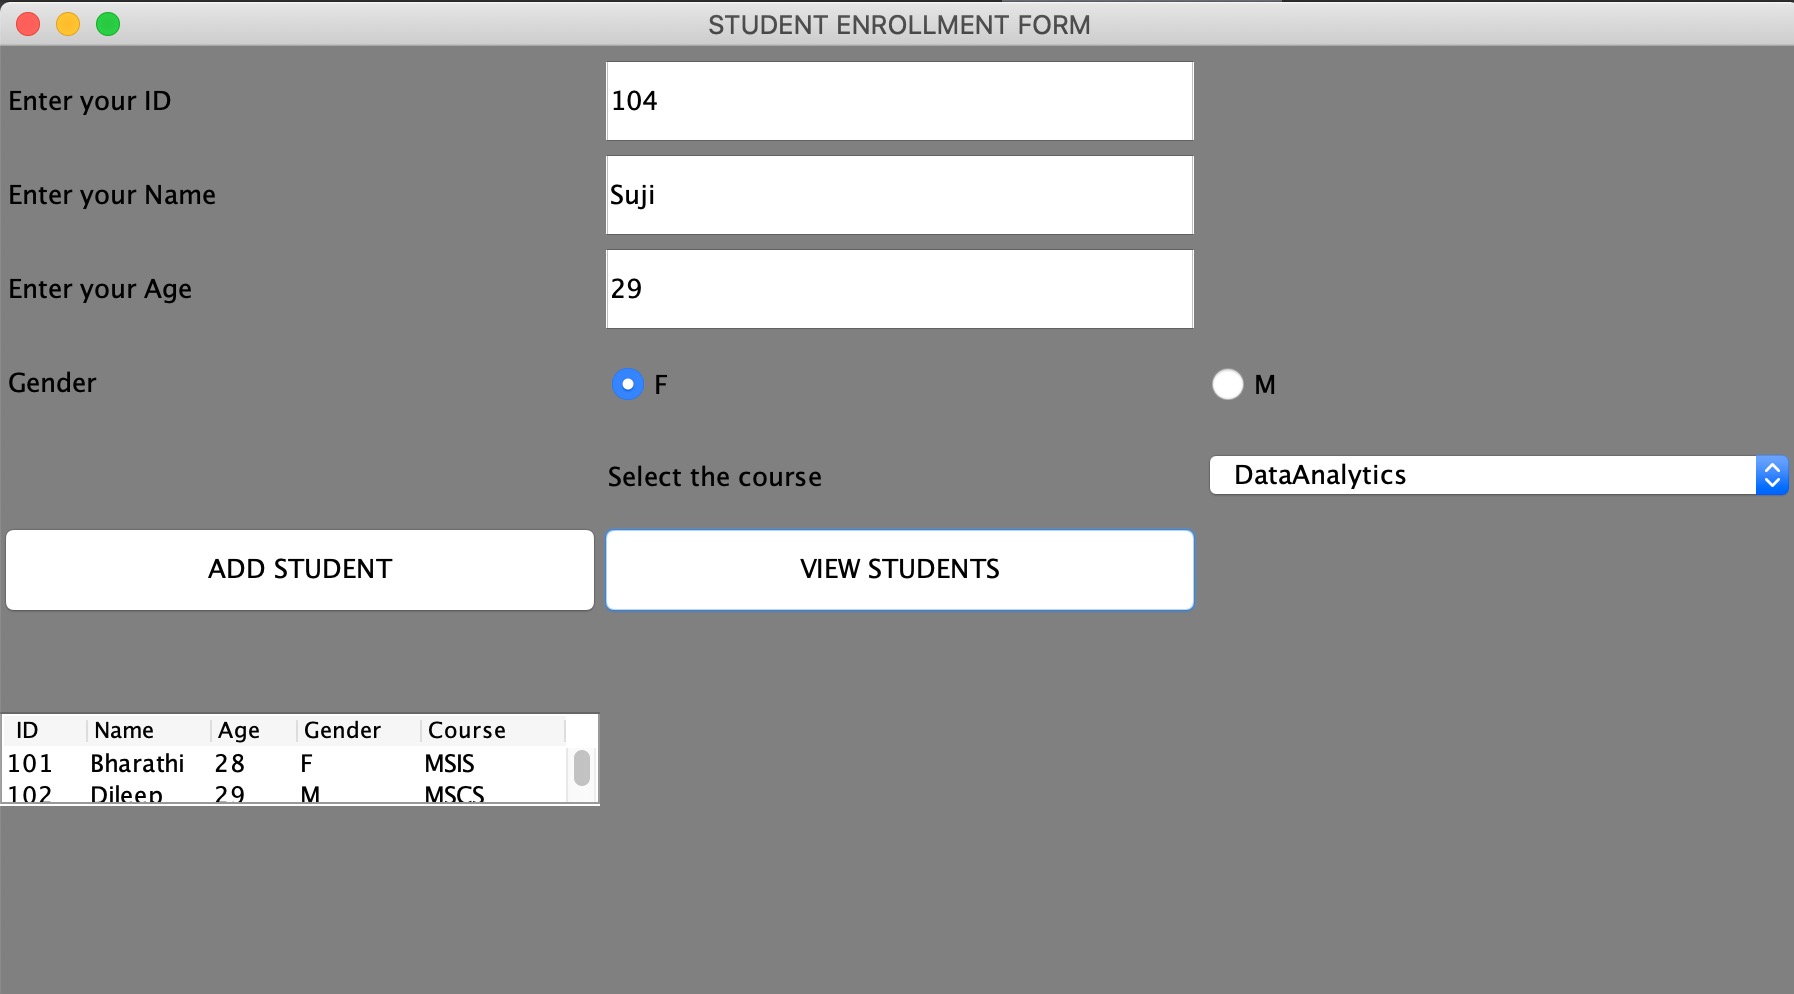 STUDENT ENROLLMENT FORM
Enter your ID 104
Enter your Name Suji
Enter your Age 29
Gender F M
Select the course DataAnalytics
ADD STUDENT VIEW STUDENTS
ID Name Age Gender Course
101 Bharathi 28 F MSIS
102 Dileep 29 M MSCS